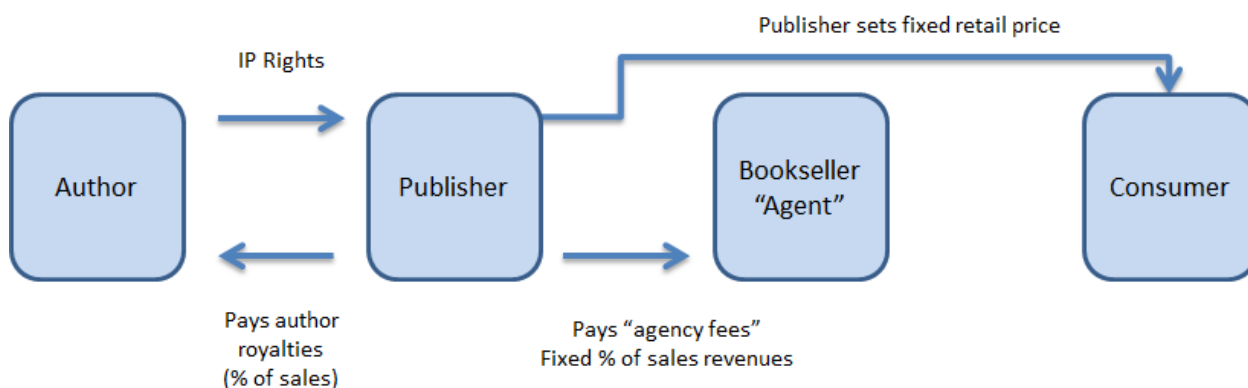 Publisher sets fixed retail price
IP Rights
Author
Publisher
Bookseller
“Agent”
Consumer
Pays author
royalties
(% of sales)
Pays “agency fees”
Fixed % of sales revenues